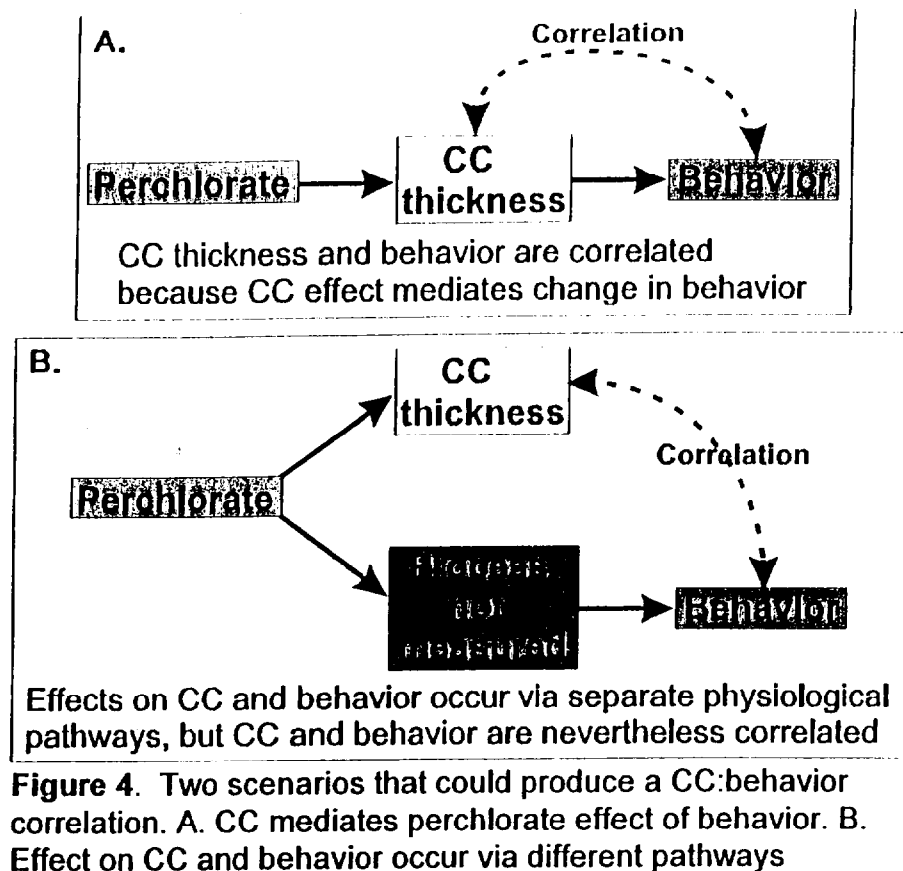 A.
Correlation
Perchlorate
CC
thickness
Behavior
CC thickness and behavior are correlated
because CC effect mediates change in behavior
B.
CC
thickness
Correlation
Perchlorate
not
measured
Behavior
Effects on CC and behavior occur via separate physiological
pathways, but CC and behavior are nevertheless correlated
Figure 4. Two scenarios that could produce a CC:behavior
correlation. A. CC mediates perchlorate effect of behavior. B.
Effect on CC and behavior occur via different pathways